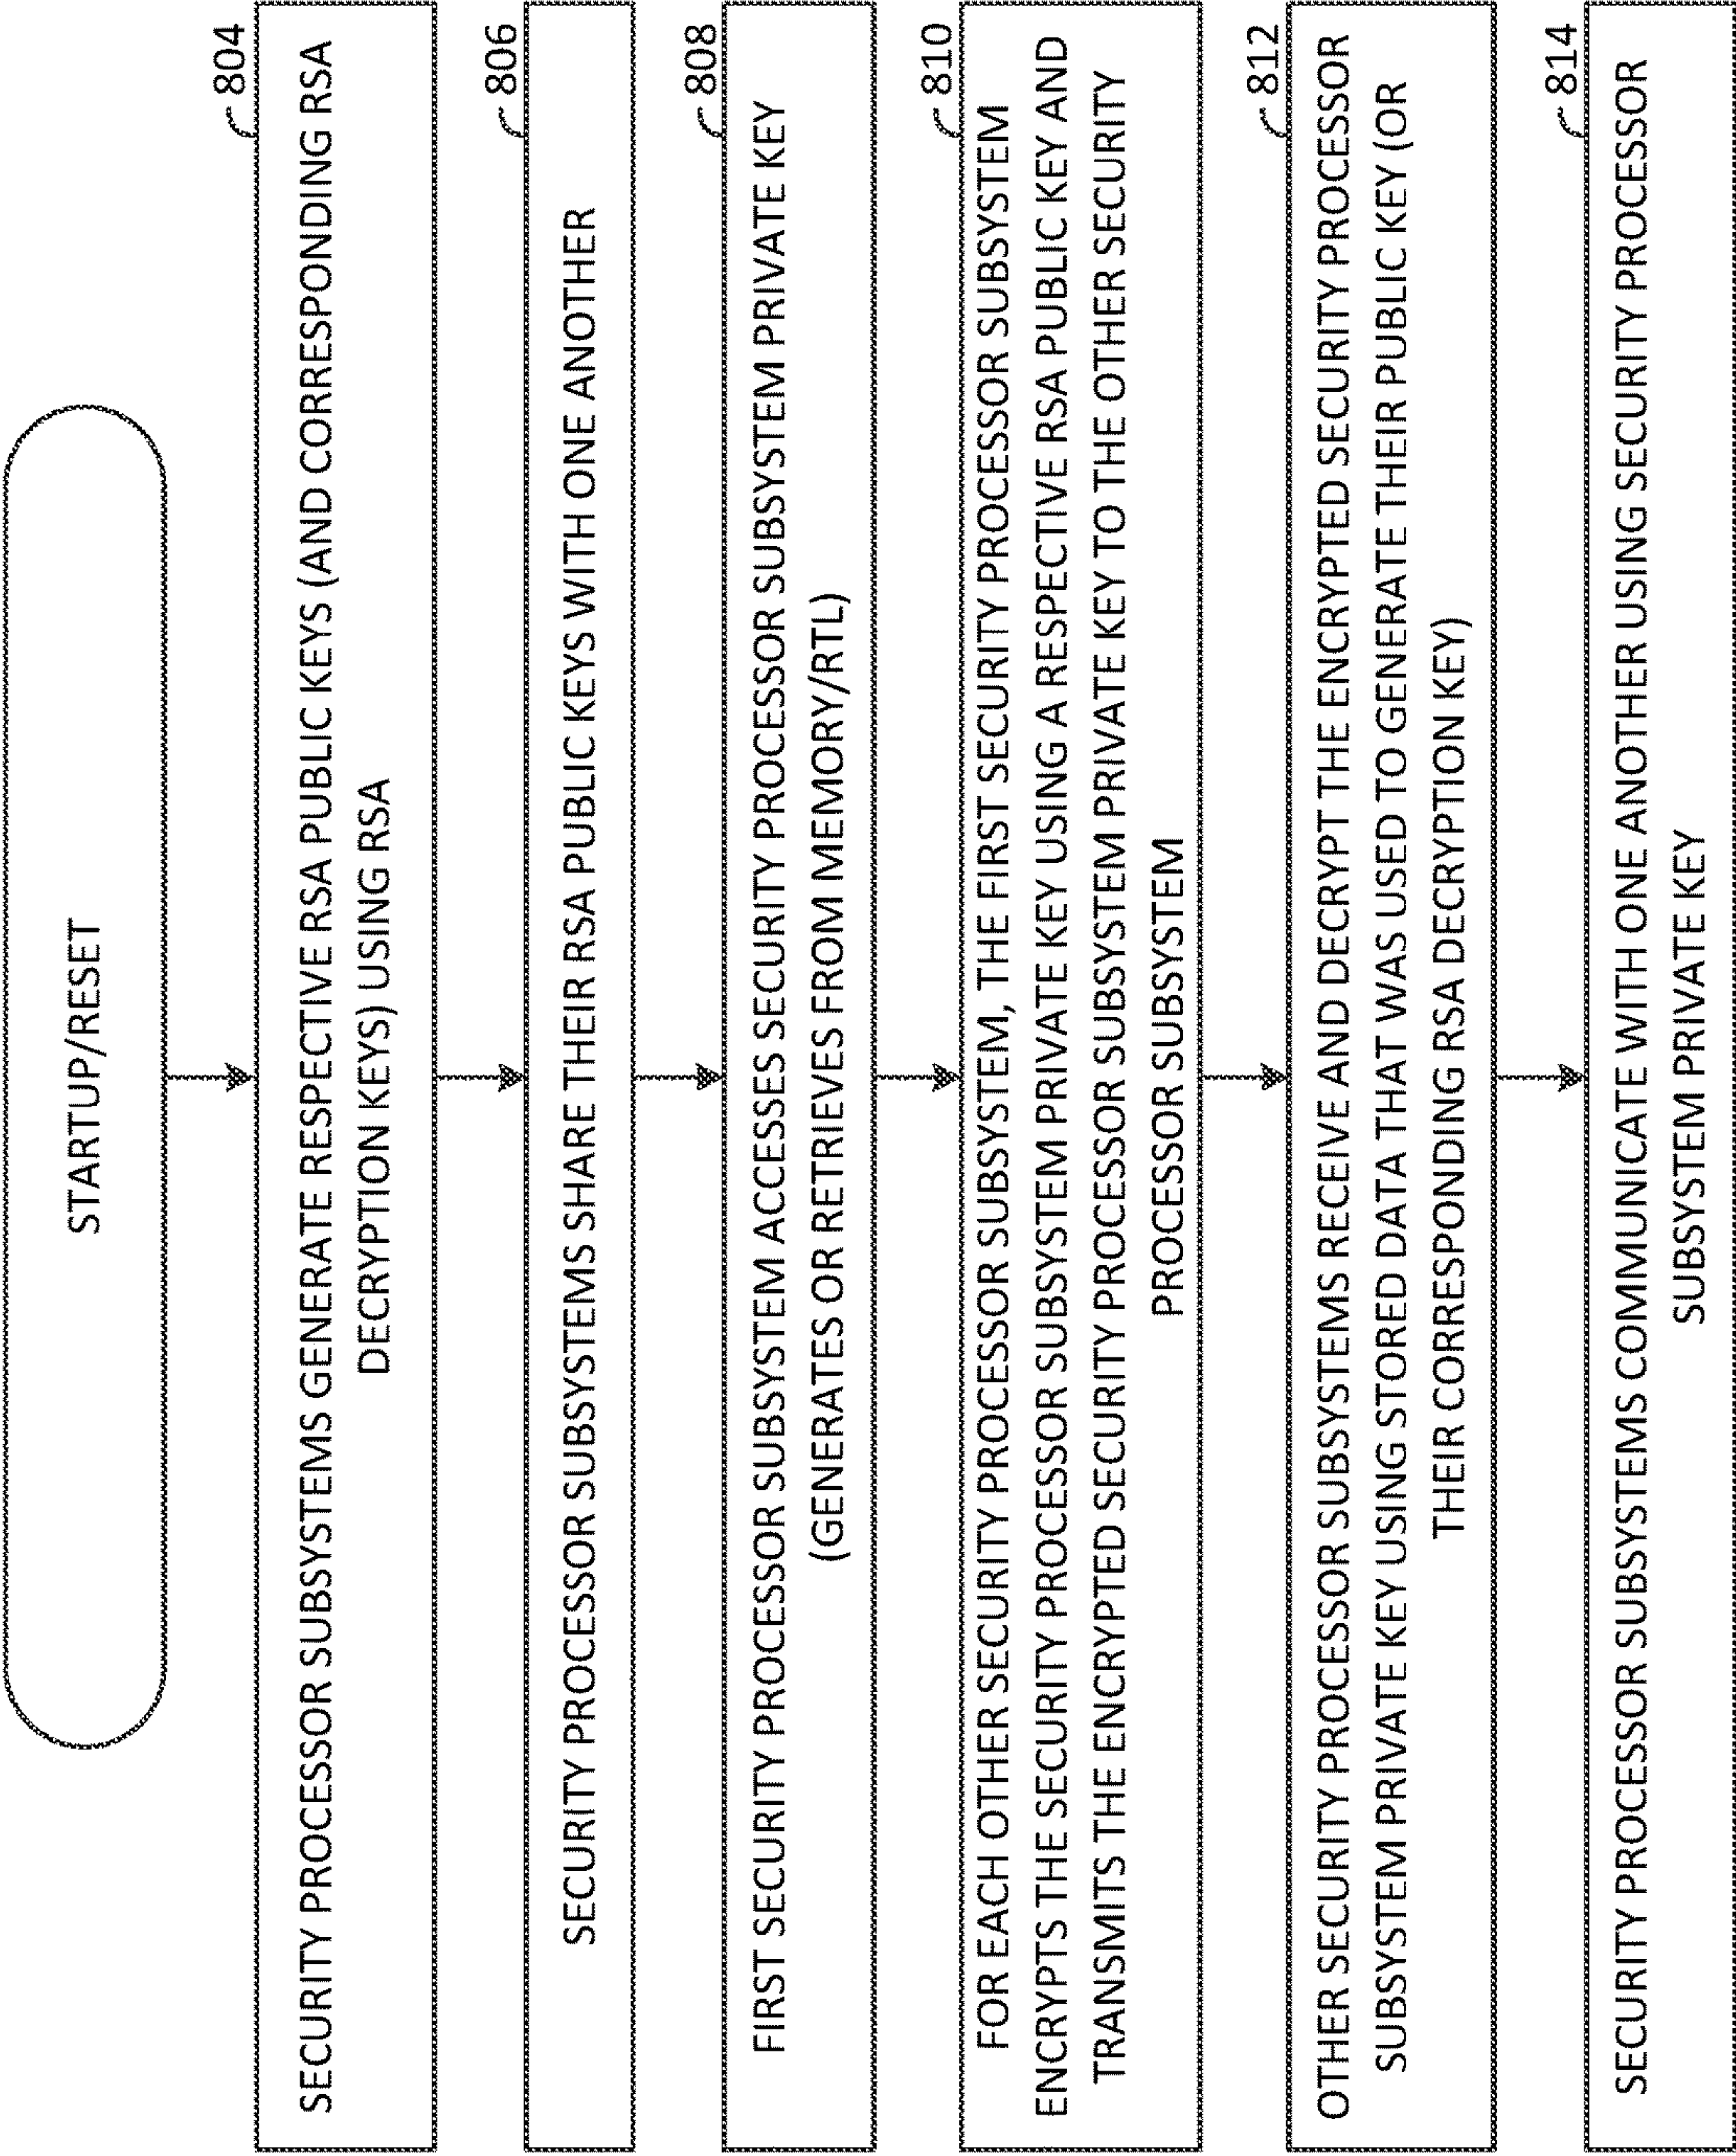 STARTUP/RESET
804
SECURITY PROCESSOR SUBSYSTEMS GENERATE RESPECTIVE RSA PUBLIC KEYS (AND CORRESPONDING RSA
DECRYPTION KEYS) USING RSA
806
SECURITY PROCESSOR SUBSYSTEMS SHARE THEIR RSA PUBLIC KEYS WITH ONE ANOTHER
808
FIRST SECURITY PROCESSOR SUBSYSTEM ACCESSES SECURITY PROCESSOR SUBSYSTEM PRIVATE KEY
(GENERATES OR RETRIEVES FROM MEMORY/RTL)
810
FOR EACH OTHER SECURITY PROCESSOR SUBSYSTEM, THE FIRST SECURITY PROCESSOR SUBSYSTEM
ENCRYPTS THE SECURITY PROCESSOR SUBSYSTEM PRIVATE KEY USING A RESPECTIVE RSA PUBLIC KEY AND
TRANSMITS THE ENCRYPTED SECURITY PROCESSOR SUBSYSTEM PRIVATE KEY TO THE OTHER SECURITY
PROCESSOR SUBSYSTEM
812
OTHER SECURITY PROCESSOR SUBSYSTEMS RECEIVE AND DECRYPT THE ENCRYPTED SECURITY PROCESSOR
SUBSYSTEM PRIVATE KEY USING STORED DATA THAT WAS USED TO GENERATE THEIR PUBLIC KEY (OR
THEIR CORRESPONDING RSA DECRYPTION KEY)
814
SECURITY PROCESSOR SUBSYSTEMS COMMUNICATE WITH ONE ANOTHER USING SECURITY PROCESSOR
SUBSYSTEM PRIVATE KEY